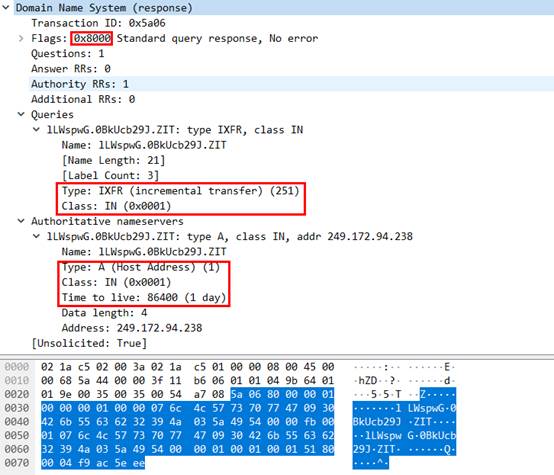 Domain Name System (response)
Transaction ID: 0x5a06
Flags: 0x8000 Standard query response, No error
Questions: 1
Answer RRs: 0
Authority RRs: 1
Additional RRs: 0
Queries
lLWspwG.0BkUcb29J.ZIT: type IXFR, class IN
Name: lLWspwG.0BkUcb29J.ZIT
[Name Length: 21]
[Label Count: 3]
Type: IXFR (incremental transfer) (251)
Class: IN (0x0001)
Authoritative nameservers
lLWspwG.0BkUcb29J.ZIT: type A, class IN, addr 249.172.94.238
Name: lLWspwG.0BkUcb29J.ZIT
Type: A (Host Address) (1)
Class: IN (0x0001)
Time to live: 86400 (1 day)
Data length: 4
Address: 249.172.94.238
[Unsolicited: True]
0000 02 1a c5 02 00 3a 02 1a c5 01 00 00 08 00 45 00 ·····:·· ······E·
0010 00 68 5a 44 00 00 3f 11 b6 06 01 01 04 9b 64 01 ·hZD··?· ······d·
0020 01 9e 00 35 00 35 00 54 a7 08 5a 06 80 00 00 01 ···5·5·T ··Z·····
0030 00 00 00 01 00 00 07 6c 4c 57 73 70 77 47 09 30 ·······l LWspwG·0
0040 42 6b 55 63 62 32 39 4a 03 5a 49 54 00 00 fb 00 BkUcb29J ·ZIT····
0050 01 07 6c 4c 57 73 70 77 47 09 30 42 6b 55 63 62 ··lLWspw G·0BkUcb
0060 32 39 4a 03 5a 49 54 00 00 01 00 01 00 01 51 80 29J·ZIT· ······Q·
0070 00 04 f9 ac 5e ee ····^·